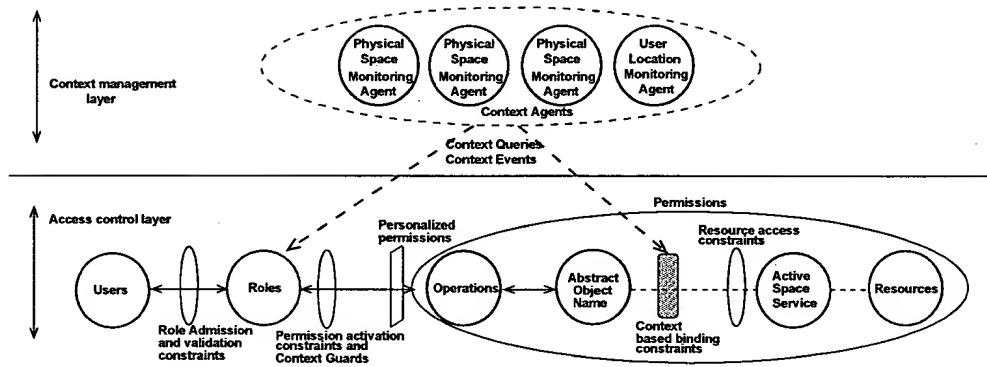 Physical
Space
Monitoring
Agent
Physical
Space
Monitoring
Agent
Physical
Space
Monitoring
Agent
User
Location
Monitoring
Agent
Context management
layer
Context Agents
Context Queries
Context Events
Access control layer
Permissions
Personalized
permissions
Resource access
constraints
Users
Roles
Operations
Abstract
Object
Name
Active
Space
Service
Resources
Role Admission
and validation
constraints
Permission activation
constraints and
Context Guards
Context
based binding
constraints